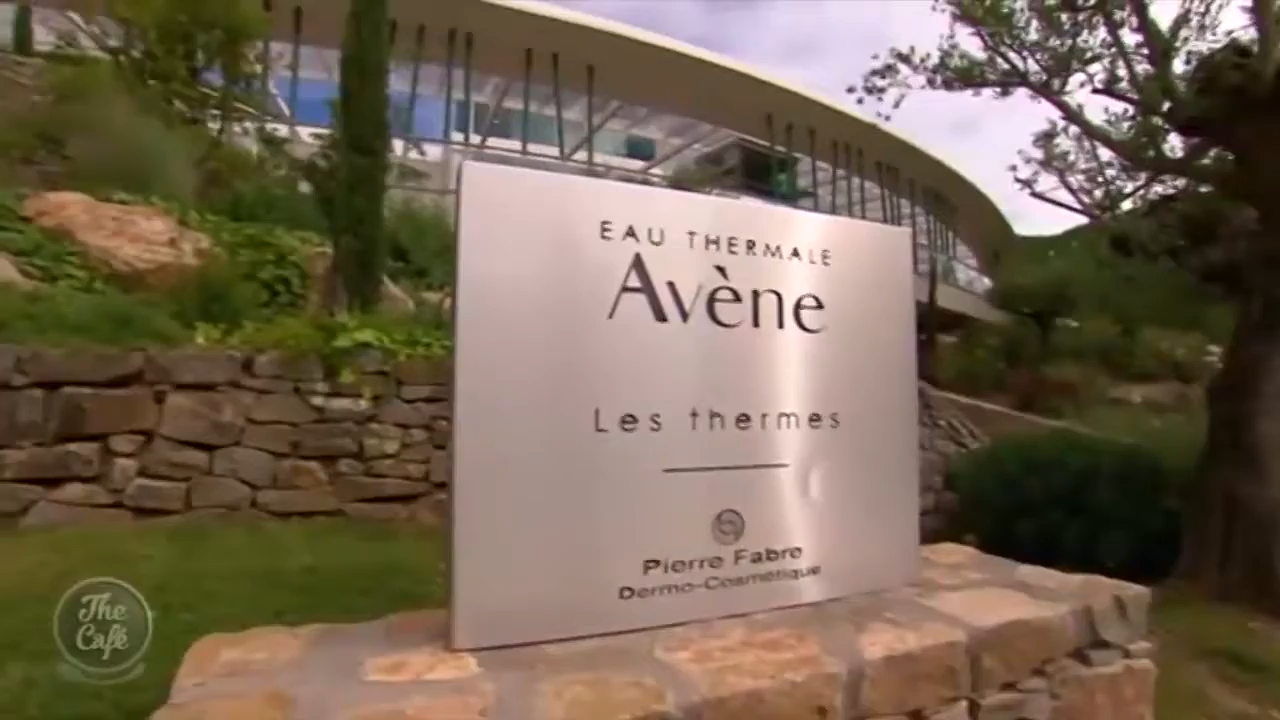 EAU THERMALE
Avène
Les thermes
Pierre Fabre
Dermo-Cosmétique
The
Café